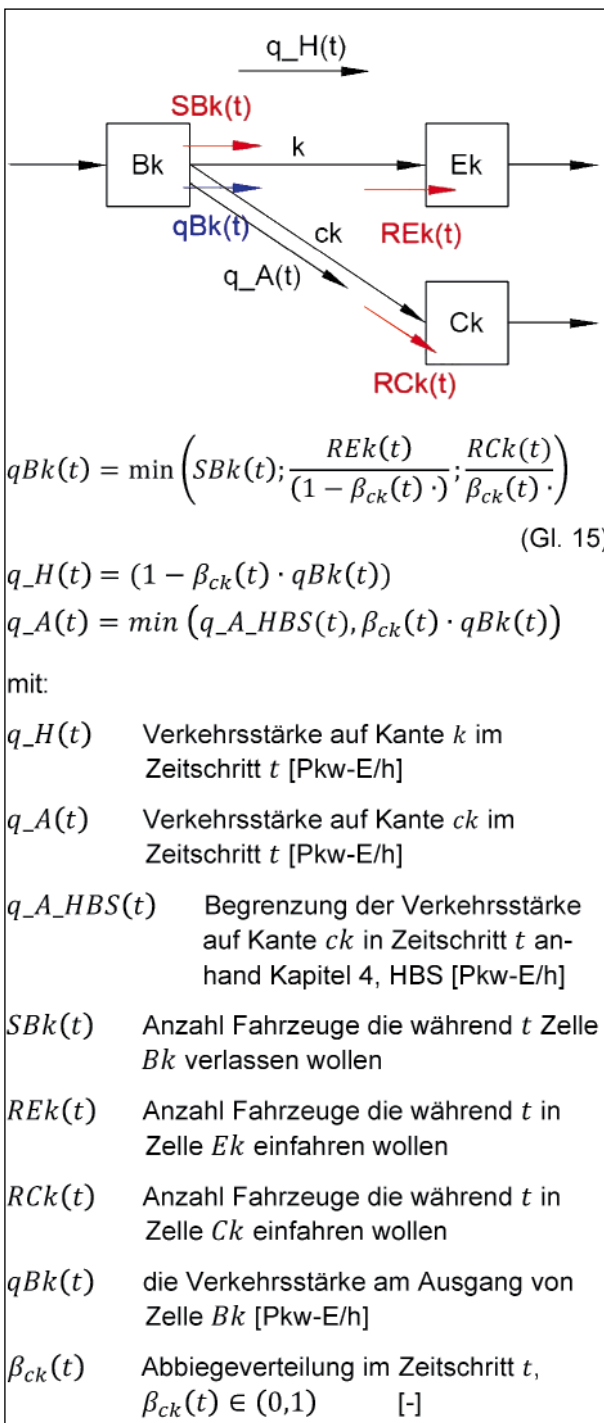 q_H(t)
SBk(t)
Bk
k
Ek
qBk(t)
ck
REk(t)
q_A(t)
Ck
RCk(t)
qBk(t) = min(SBk(t); REk(t)/(1 − β_ck(t) ·); RCk(t)/β_ck(t) ·)
(Gl. 15)
q_H(t) = (1 − β_ck(t) · qBk(t))
q_A(t) = min (q_A_HBS(t), β_ck(t) · qBk(t))
mit:
q_H(t) Verkehrsstärke auf Kante k im
Zeitschritt t [Pkw-E/h]
q_A(t) Verkehrsstärke auf Kante ck im
Zeitschritt t [Pkw-E/h]
q_A_HBS(t) Begrenzung der Verkehrsstärke
auf Kante ck in Zeitschritt t an-
hand Kapitel 4, HBS [Pkw-E/h]
SBk(t) Anzahl Fahrzeuge die während t Zelle
Bk verlassen wollen
REk(t) Anzahl Fahrzeuge die während t in
Zelle Ek einfahren wollen
RCk(t) Anzahl Fahrzeuge die während t in
Zelle Ck einfahren wollen
qBk(t) die Verkehrsstärke am Ausgang von
Zelle Bk [Pkw-E/h]
β_ck(t) Abbiegeverteilung im Zeitschritt t,
β_ck(t) ∈ (0,1) [-]